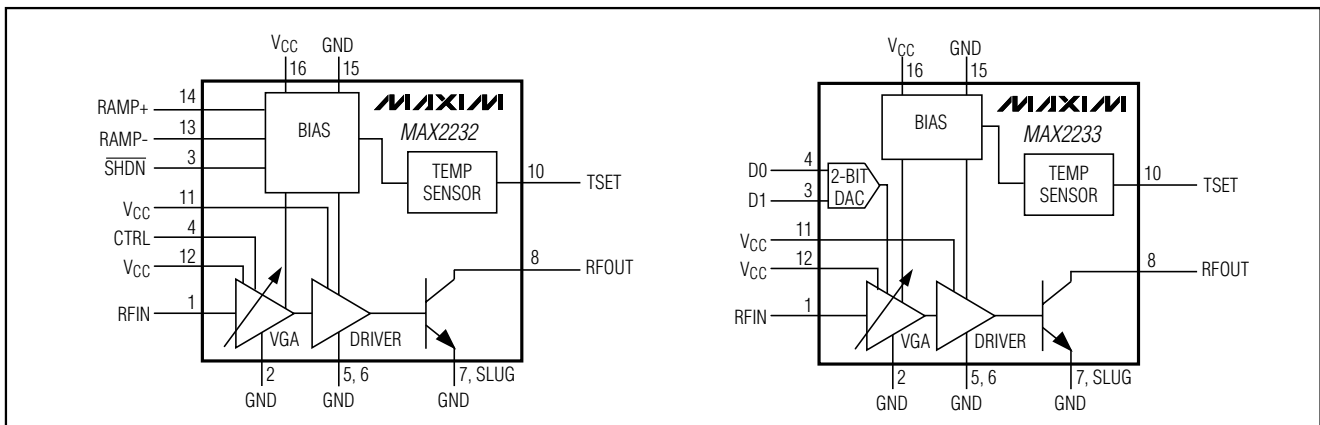 VCC GND
16 15
MAXIM
MAX2232
BIAS
TEMP
SENSOR
RAMP+ 14
RAMP- 13
SHDN 3
VCC 11
CTRL 4
VCC 12
RFIN 1
10 TSET
8 RFOUT
VGA DRIVER
2 5, 6 7, SLUG
GND GND GND
VCC GND
16 15
MAXIM
MAX2233
BIAS
TEMP
SENSOR
D0 4
D1 3
2-BIT
DAC
VCC 11
VCC 12
RFIN 1
10 TSET
8 RFOUT
VGA DRIVER
2 5, 6 7, SLUG
GND GND GND